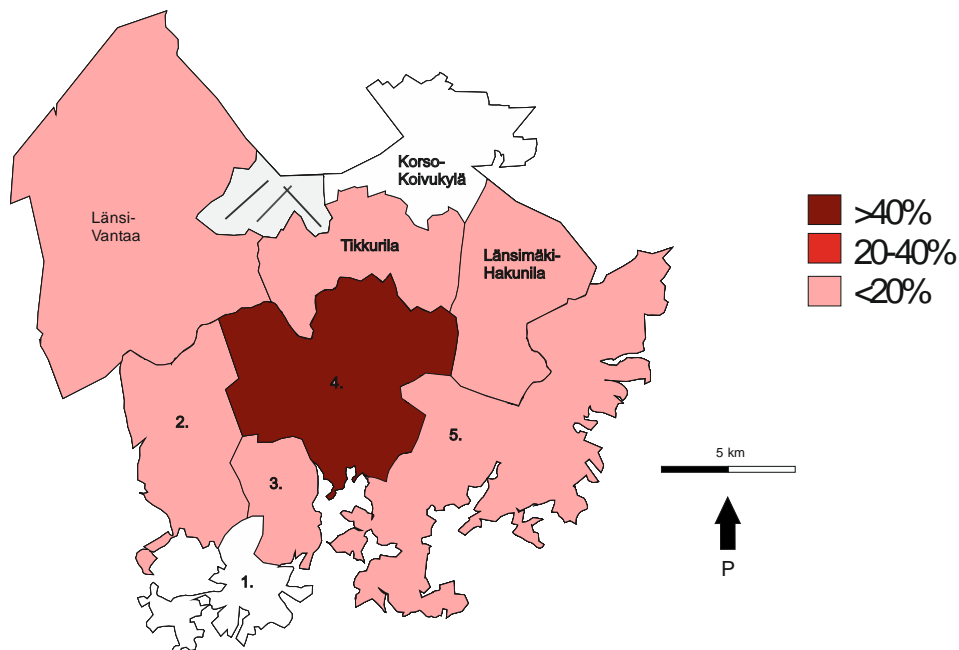 Korso-
Koivukylä
Länsi-
Vantaa
Tikkurila
Länsimäki-
Hakunila
>40%
20-40%
<20%
4.
2.
5.
3.
1.
5 km
P